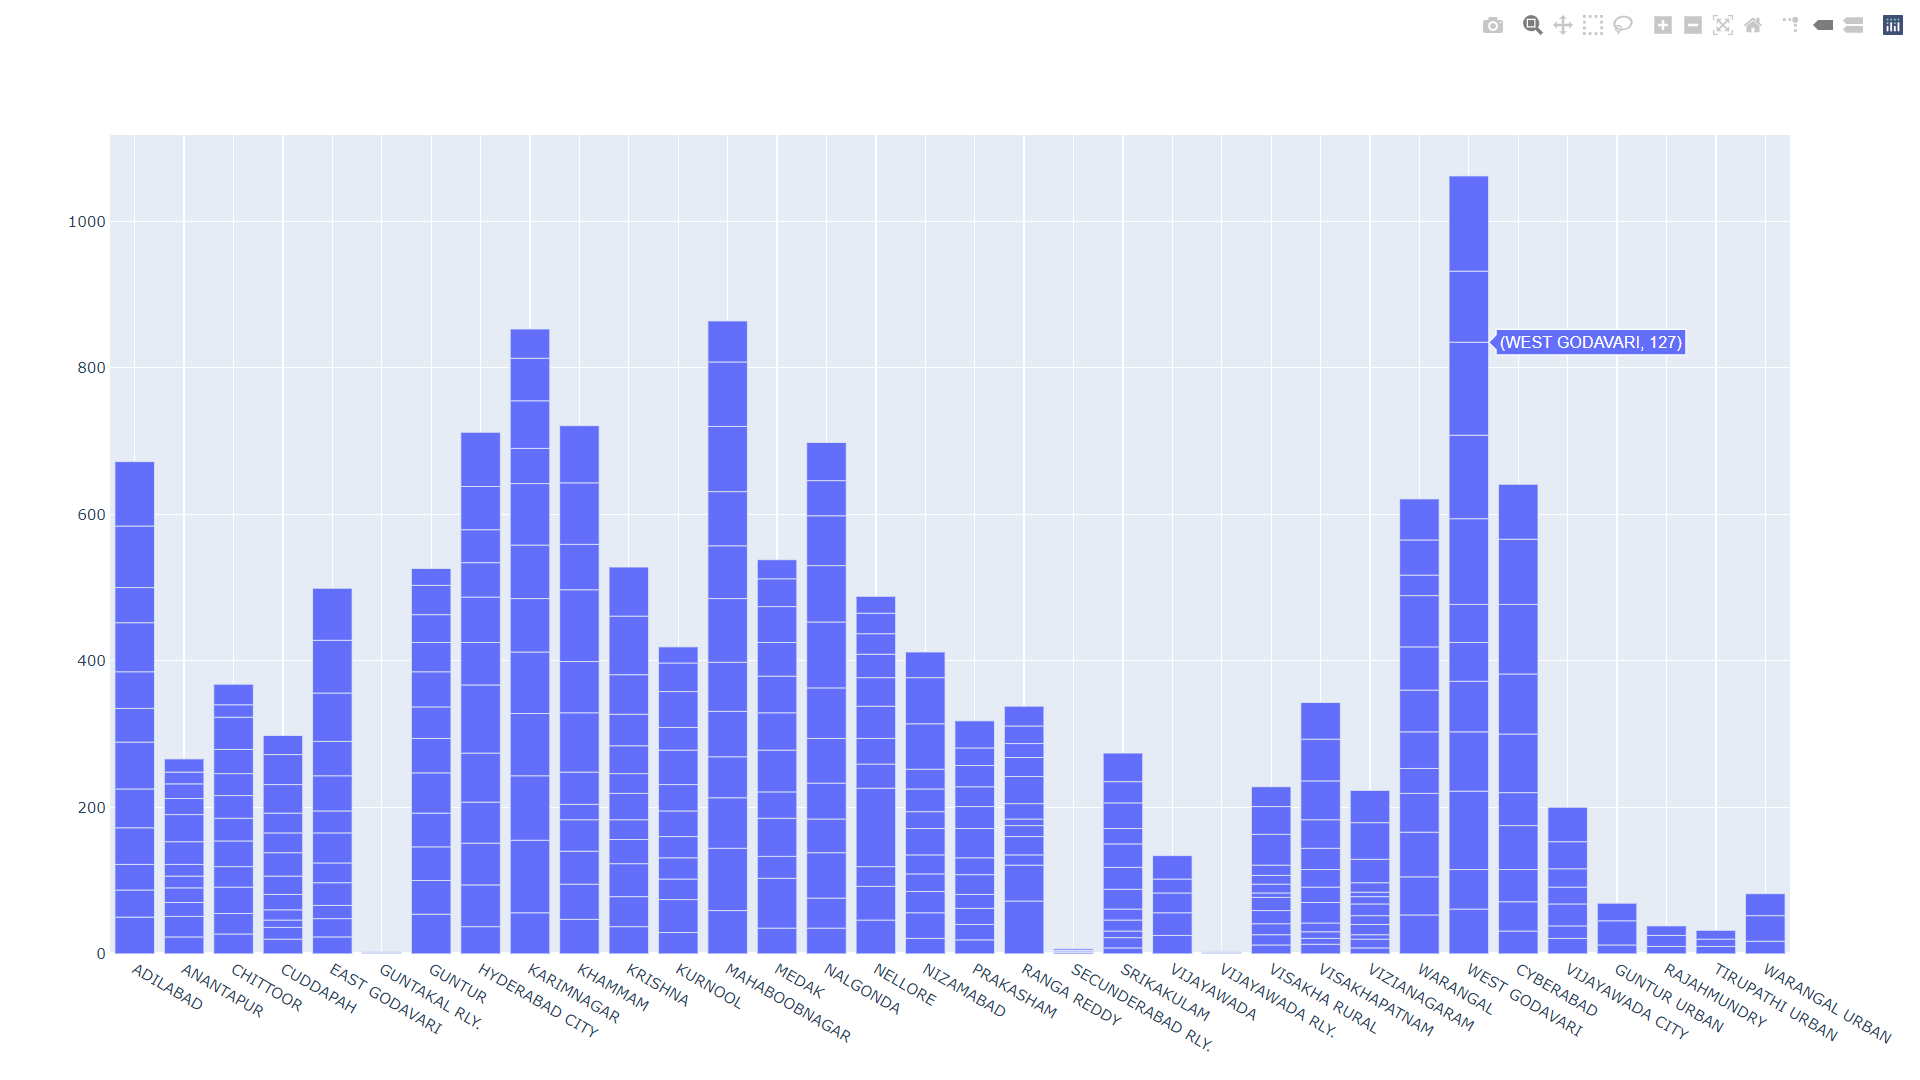 1000
(WEST GODAVARI, 127)
800
600
400
200
0
ADILABAD
ANANTAPUR
CHITTOOR
CUDDAPAH
EAST GODAVARI
GUNTAKAL RLY.
GUNTUR
HYDERABAD CITY
KARIMNAGAR
KHAMMAM
KRISHNA
KURNOOL
MAHABOOBNAGAR
MEDAK
NALGONDA
NELLORE
NIZAMABAD
PRAKASHAM
RANGA REDDY
SECUNDERABAD RLY.
SRIKAKULAM
VIJAYAWADA
VIJAYAWADA RLY.
VISAKHA RURAL
VISAKHAPATNAM
VIZIANAGARAM
WARANGAL
WEST GODAVARI
CYBERABAD
VIJAYAWADA CITY
GUNTUR URBAN
RAJAHMUNDRY
TIRUPATHI URBAN
WARANGAL URBAN